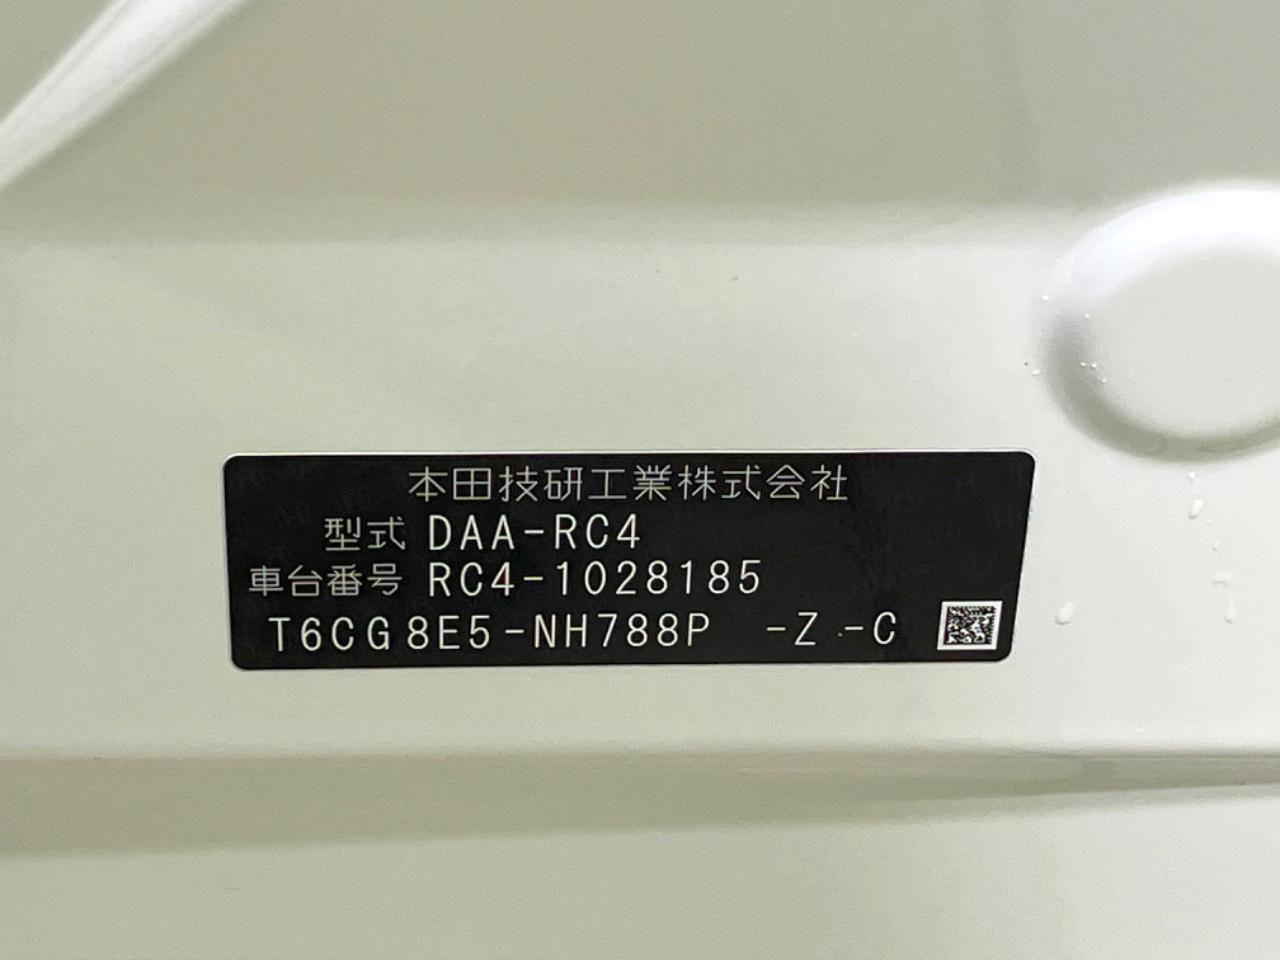 本田技研工業株式会社
型式 DAA-RC4
車台番号 RC4-1028185
T6CG8E5-NH788P -Z -C